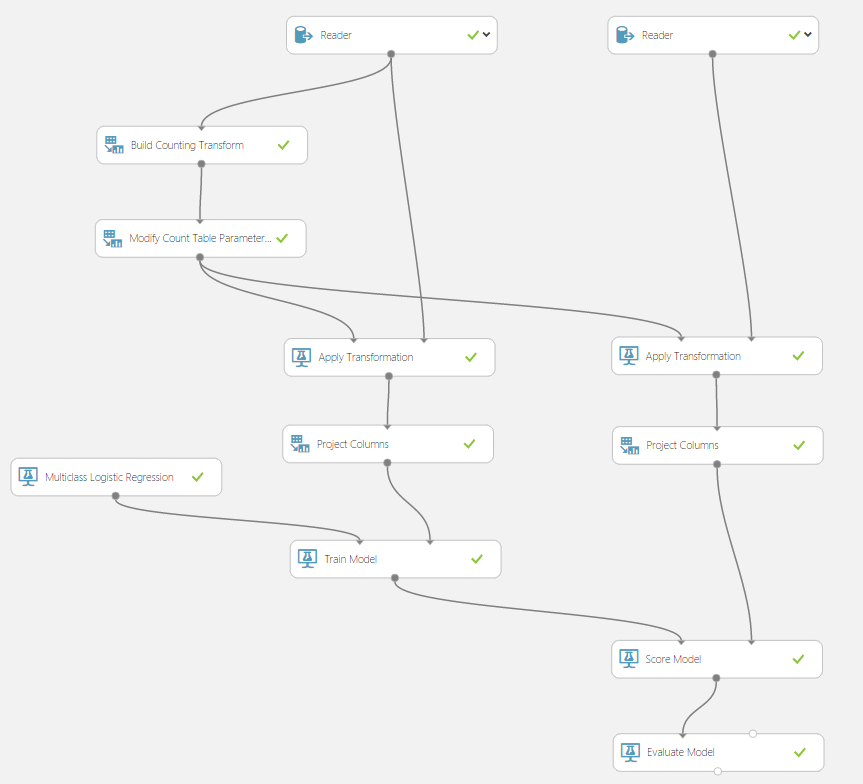 Reader
Reader
Build Counting Transform
Modify Count Table Parameter...
Apply Transformation
Apply Transformation
Project Columns
Project Columns
Multiclass Logistic Regression
Train Model
Score Model
Evaluate Model